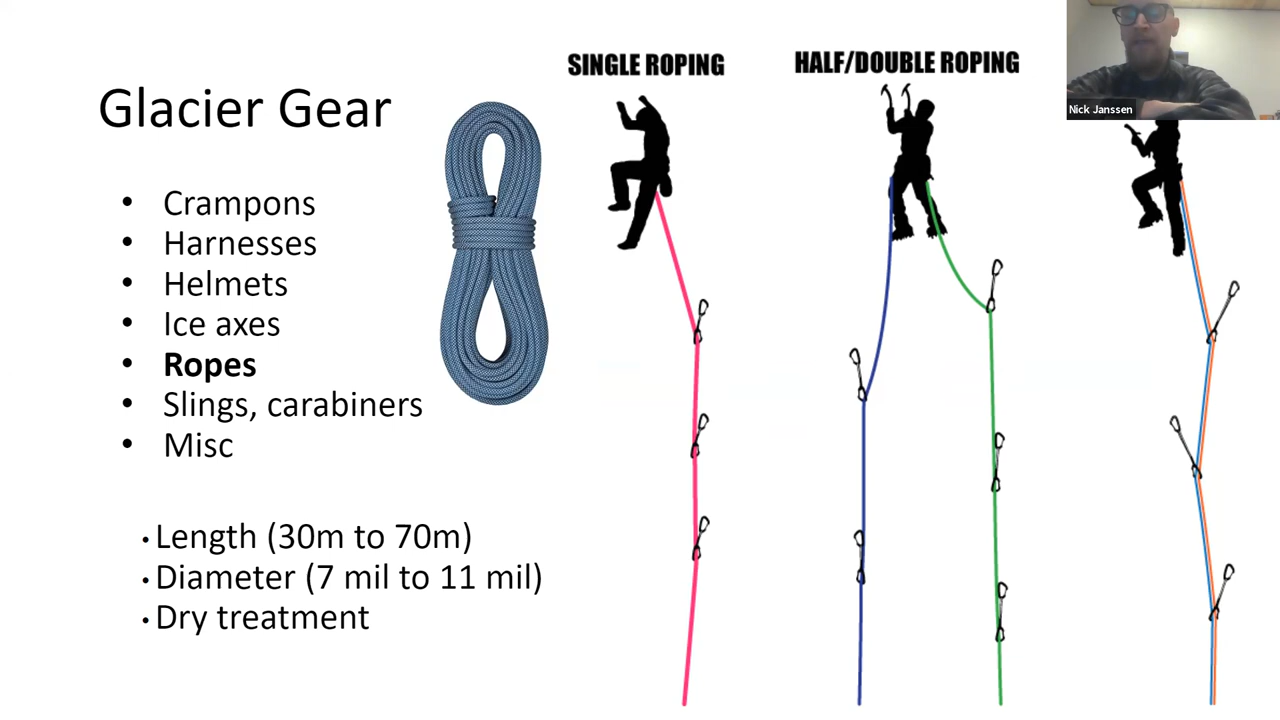 Glacier Gear
• Crampons
• Harnesses
• Helmets
• Ice axes
• Ropes
• Slings, carabiners
• Misc
• Length (30m to 70m)
• Diameter (7 mil to 11 mil)
• Dry treatment
SINGLE ROPING
HALF/DOUBLE ROPING
Nick Janssen